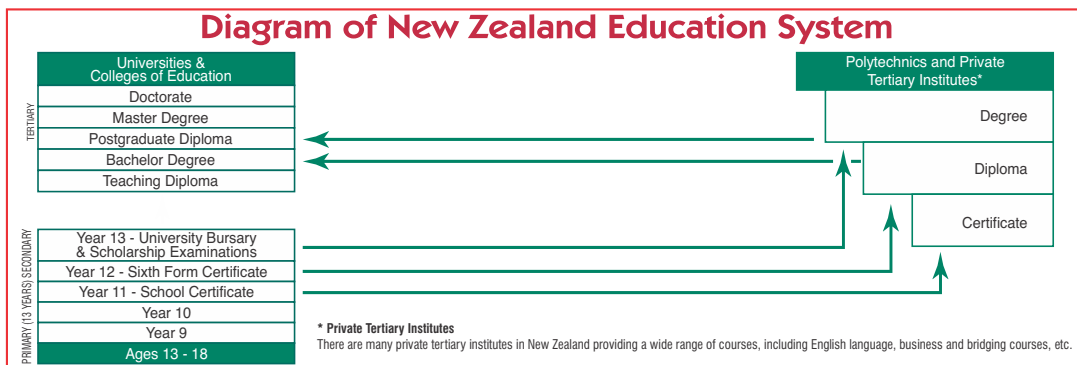 Diagram of New Zealand Education System
Universities &
Colleges of Education
Doctorate
Master Degree
Postgraduate Diploma
Bachelor Degree
Teaching Diploma
TERTIARY
Polytechnics and Private
Tertiary Institutes*
Degree
Diploma
Certificate
Year 13 - University Bursary
& Scholarship Examinations
Year 12 - Sixth Form Certificate
Year 11 - School Certificate
Year 10
Year 9
Ages 13 - 18
PRIMARY (13 YEARS) SECONDARY
* Private Tertiary Institutes
There are many private tertiary institutes in New Zealand providing a wide range of courses, including English language, business and bridging courses, etc.